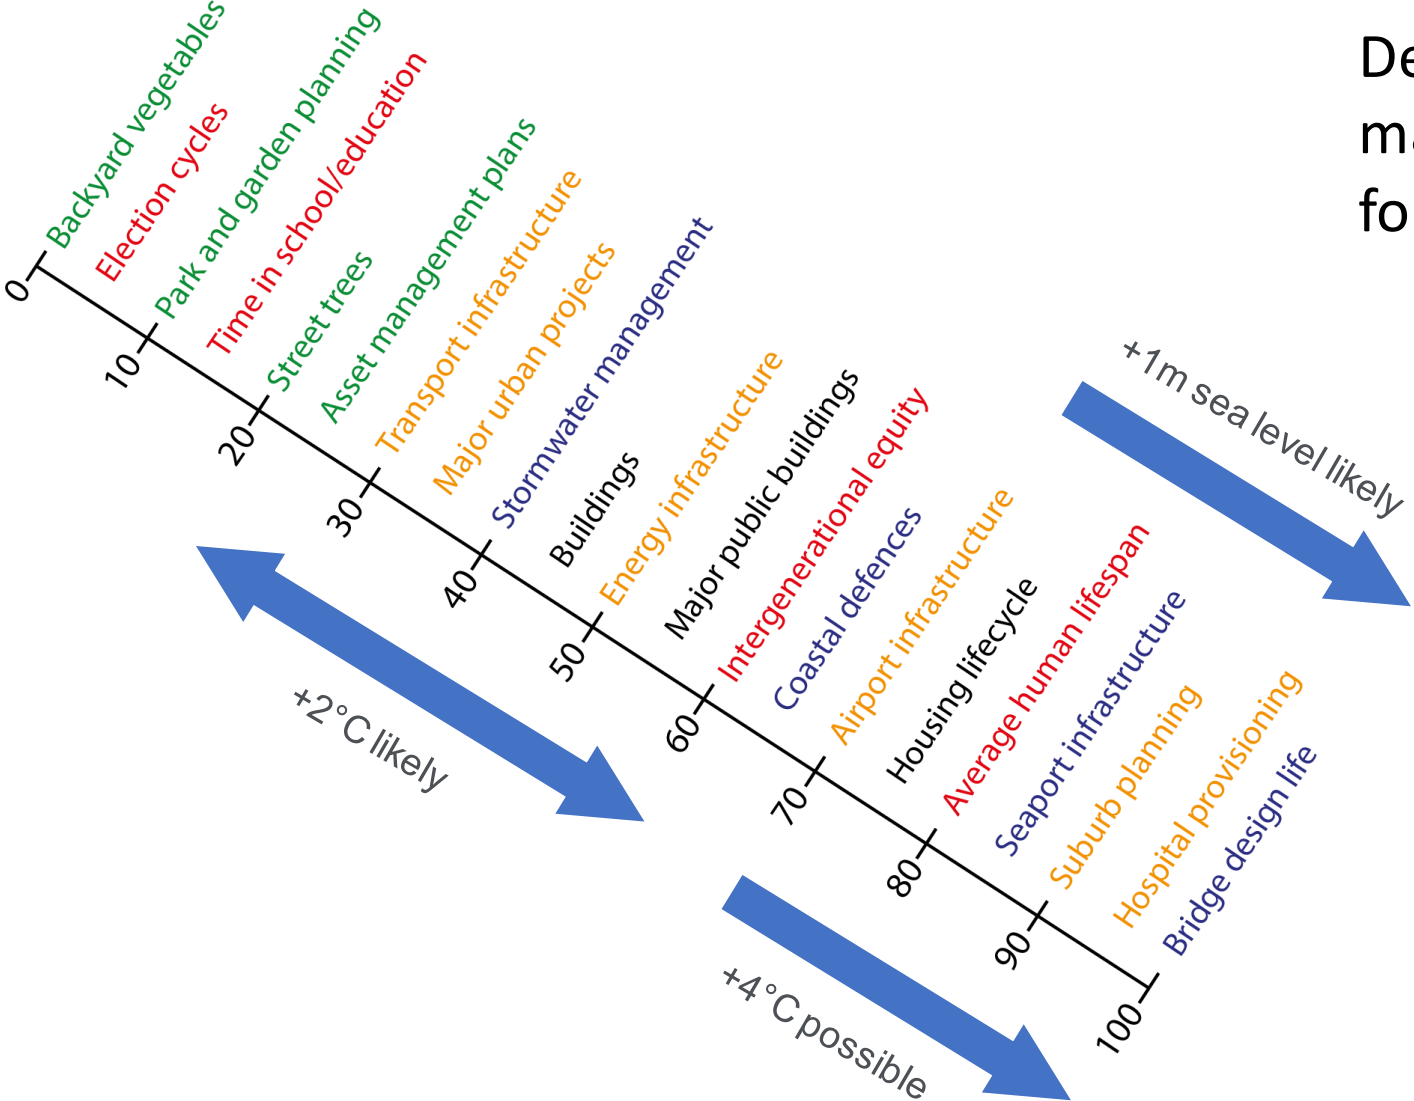 Backyard vegetables
Election cycles
Park and garden planning
Time in school/education
Street trees
Asset management plans
Transport infrastructure
Major urban projects
Stormwater management
Buildings
Energy infrastructure
Major public buildings
Intergenerational equity
Coastal defences
Airport infrastructure
Housing lifecycle
Average human lifespan
Seaport infrastructure
Suburb planning
Hospital provisioning
Bridge design life
0
10
20
30
40
50
60
70
80
90
100
+2°C likely
+4°C possible
+1m sea level likely